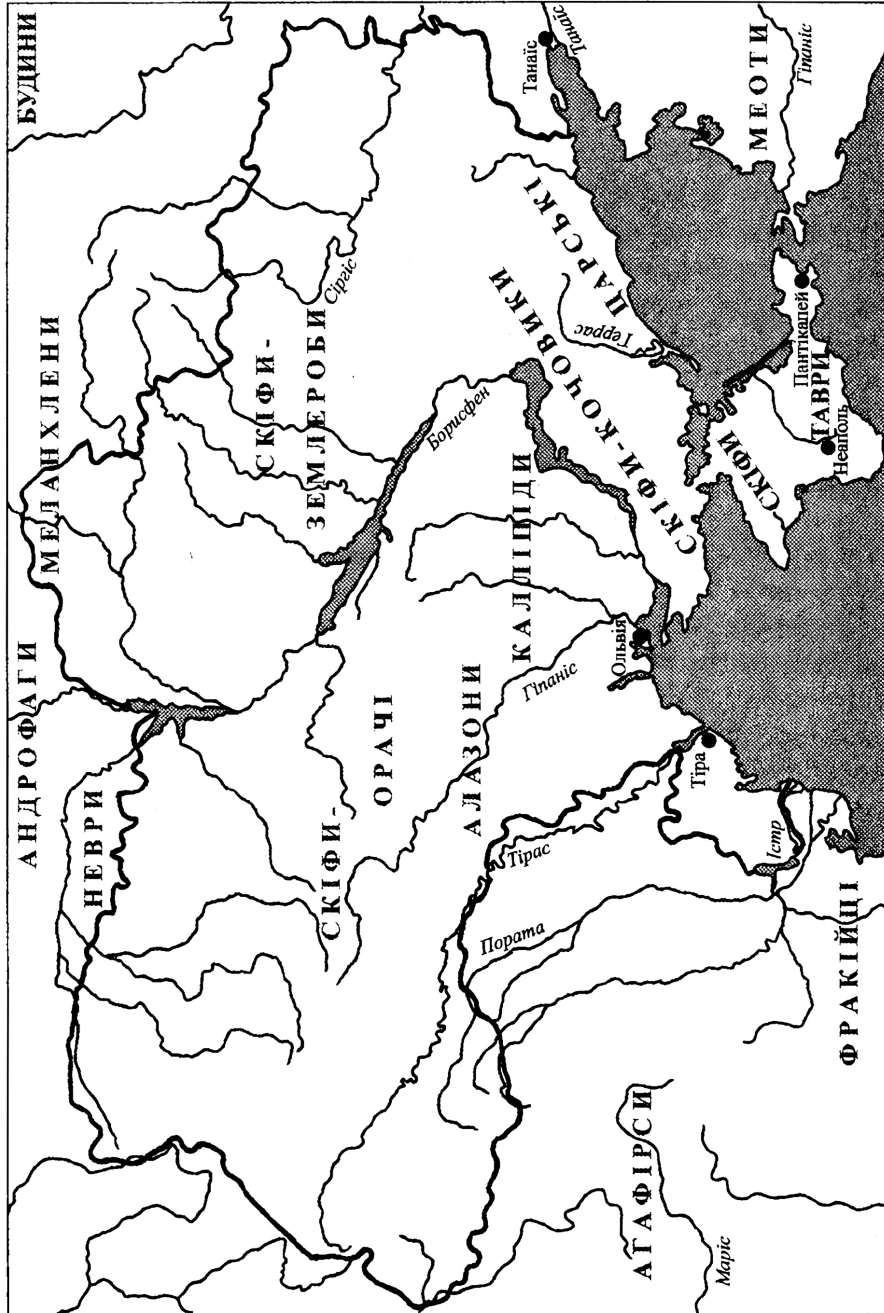 АНДРОФАГИ
МЕЛАНХЛЕНИ
БУДИНИ
НЕВРИ
СКІФИ-
ЗЕМЛЕРОБИ
Сіргіс
СКІФИ-
ОРАЧІ
Борисфен
АЛАЗОНИ
КАЛЛІПІДИ
СКІФИ-КОЧОВИКИ
СКІФИ
ЦАРСЬКІ
Танаїс
Танаїс
Геррас
Гіпаніс
Тірас
Пората
Ольвія
Тіра
Істр
МЕОТИ
Гіпаніс
Пантікапей
ТАВРИ
Неаполь
АГАФІРСИ
Маріс
ФРАКІЙЦІ